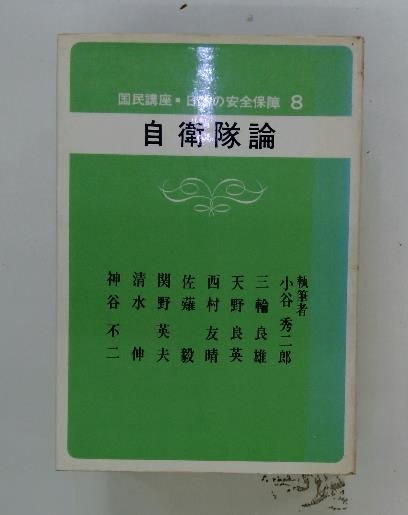 国民講座・日本の安全保障 8
自衛隊論
執筆者
小谷秀二郎
三輪良雄
天野良英
西村友晴
佐薙毅
関野英夫
清水伸
神谷不二